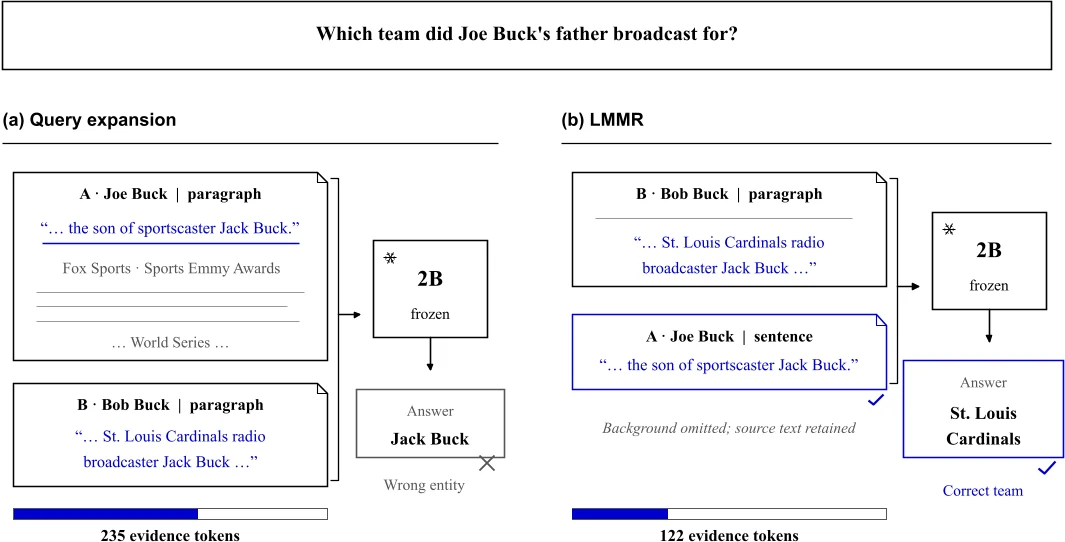 Which team did Joe Buck's father broadcast for?
(a) Query expansion
A · Joe Buck | paragraph
“… the son of sportscaster Jack Buck.”
Fox Sports · Sports Emmy Awards
… World Series …
B · Bob Buck | paragraph
“… St. Louis Cardinals radio
broadcaster Jack Buck …”
2B
frozen
Answer
Jack Buck
Wrong entity
235 evidence tokens
(b) LMMR
B · Bob Buck | paragraph
“… St. Louis Cardinals radio
broadcaster Jack Buck …”
A · Joe Buck | sentence
“… the son of sportscaster Jack Buck.”
Background omitted; source text retained
2B
frozen
Answer
St. Louis
Cardinals
Correct team
122 evidence tokens